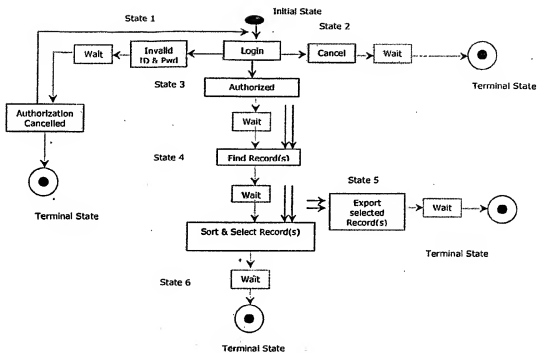 Initial State
State 1
State 2
Wait
Invalid
ID & Pwd
Login
Cancel
Wait
Terminal State
State 3
Authorized
Authorization
Cancelled
Wait
Terminal State
State 4
Find Record(s)
State 5
Wait
Export
selected
Record(s)
Wait
Sort & Select Record(s)
Terminal State
State 6
Wait
Terminal State